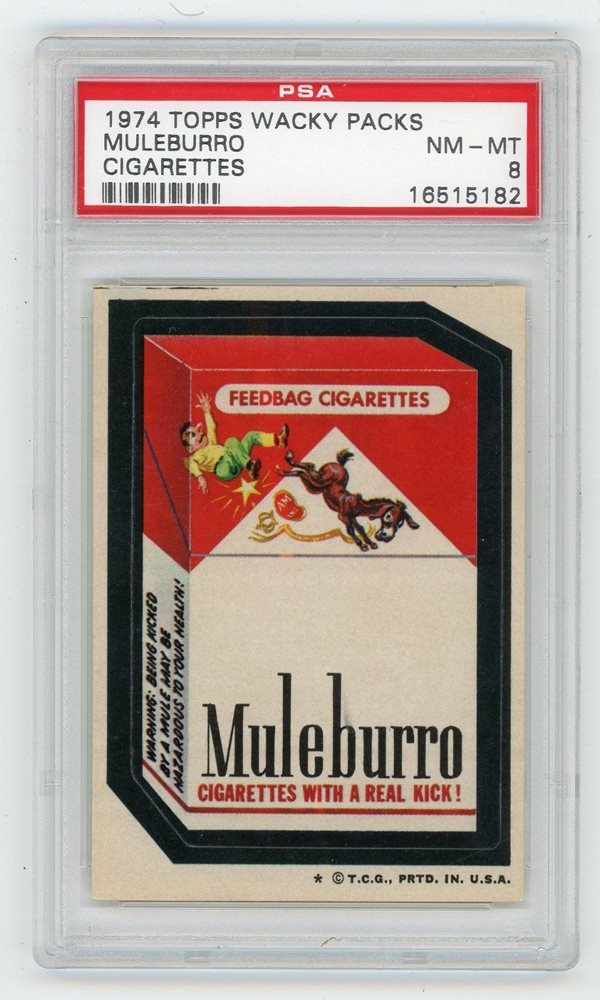 PSA
1974 TOPPS WACKY PACKS
MULEBURRO NM - MT
CIGARETTES 8
16515182
FEEDBAG CIGARETTES
WARNING: BEING KICKED
BY A MULE MAY BE
HAZARDOUS TO YOUR HEALTH!
Muleburro
CIGARETTES WITH A REAL KICK!
* © T.C.G., PRTD. IN. U.S.A.